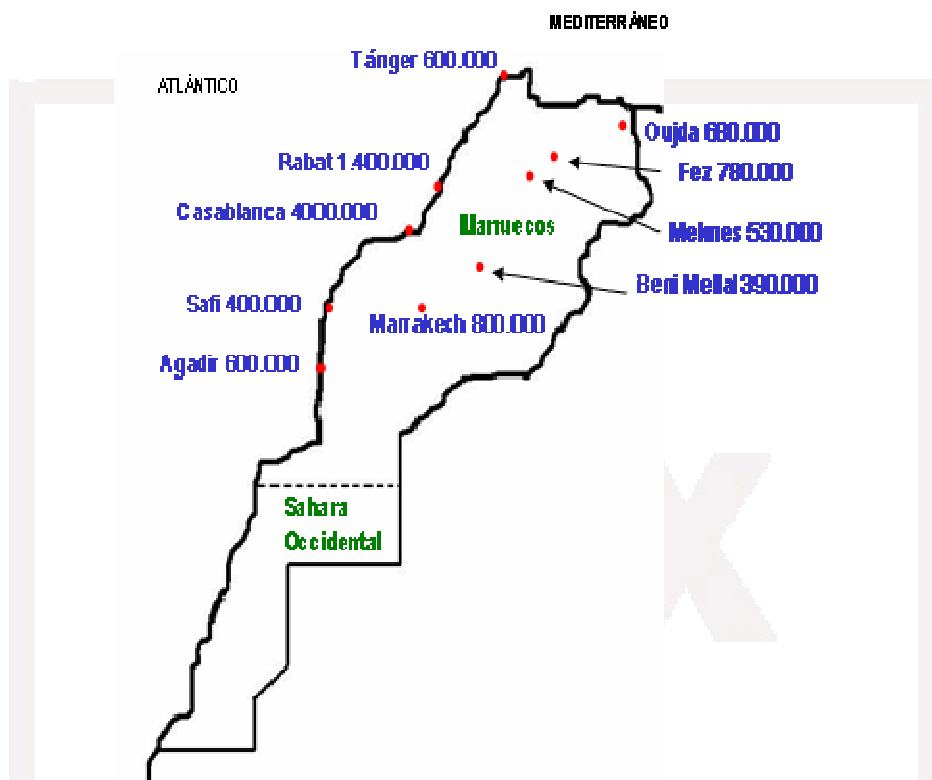 MEDITERRÁNEO
Tánger 600.000
ATLÁNTICO
Oujda 680.000
Rabat 1.400.000
Fez 780.000
Casablanca 4000.000
Marruecos
Meknes 530.000
Beni Mellal 390.000
Safi 400.000
Marrakech 800.000
Agadir 600.000
Sahara
Occidental